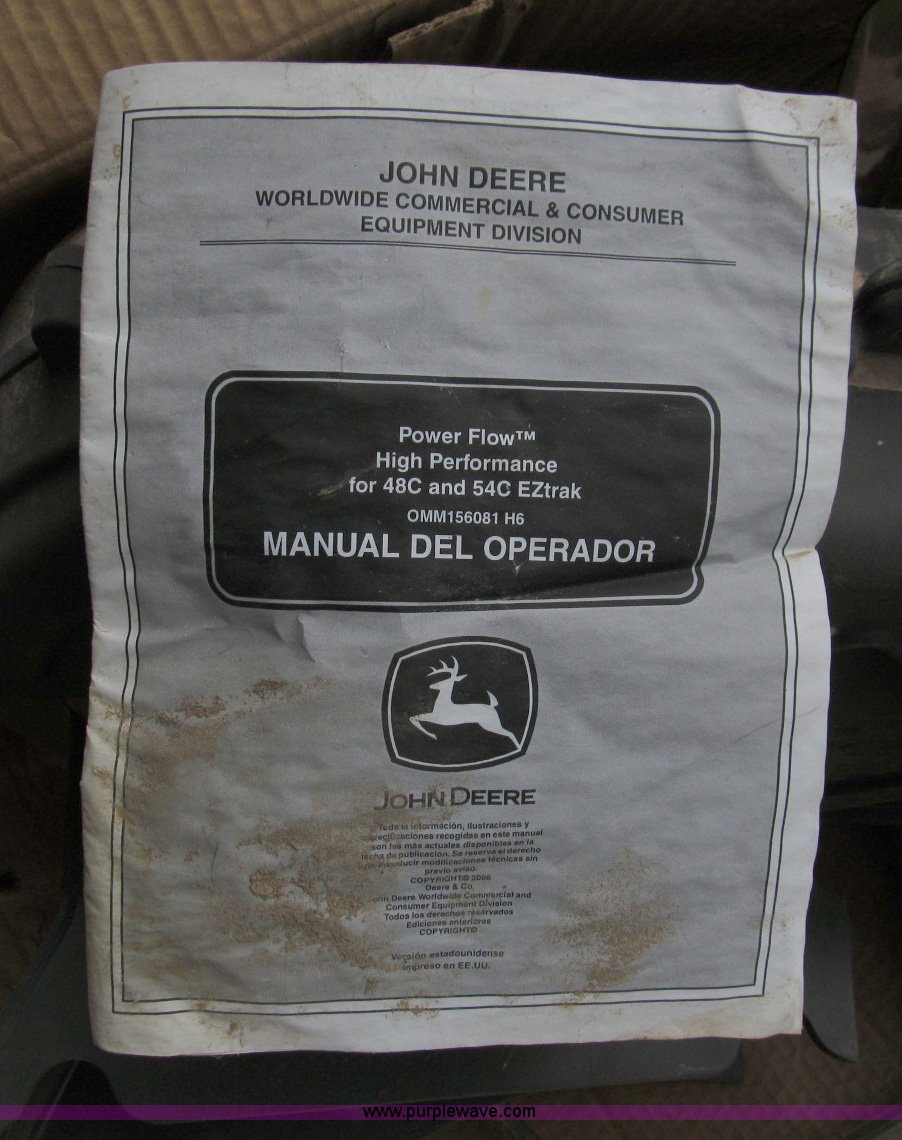 JOHN DEERE
WORLDWIDE COMMERCIAL & CONSUMER
EQUIPMENT DIVISION
Power Flow™
High Performance
for 48C and 54C EZtrak
OMM156081 H6
MANUAL DEL OPERADOR
JOHN DEERE
Toda la información, ilustraciones y
especificaciones recogidas en este manual
son las más actuales disponibles en la
fecha de publicación. Se reserva el derecho
introducir modificaciones técnicas sin
previo aviso.
COPYRIGHT© 2006
Deere & Co.
John Deere Worldwide Commercial and
Consumer Equipment Division
Todos los derechos reservados
Ediciones anteriores
COPYRIGHT©
Versión estadounidense
Impreso en EE.UU.
www.purplewave.com